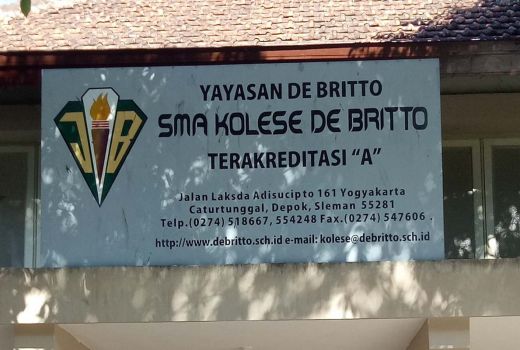 YAYASAN DE BRITTO
SMA KOLESE DE BRITTO
TERAKREDITASI "A"
Jalan Laksda Adisucipto 161 Yogyakarta
Caturtunggal, Depok, Sleman 55281
Telp.(0274) 518667, 554248 Fax.(0274) 547606 .
http://www.debritto.sch.id e-mail: kolese@debritto.sch.id
JB